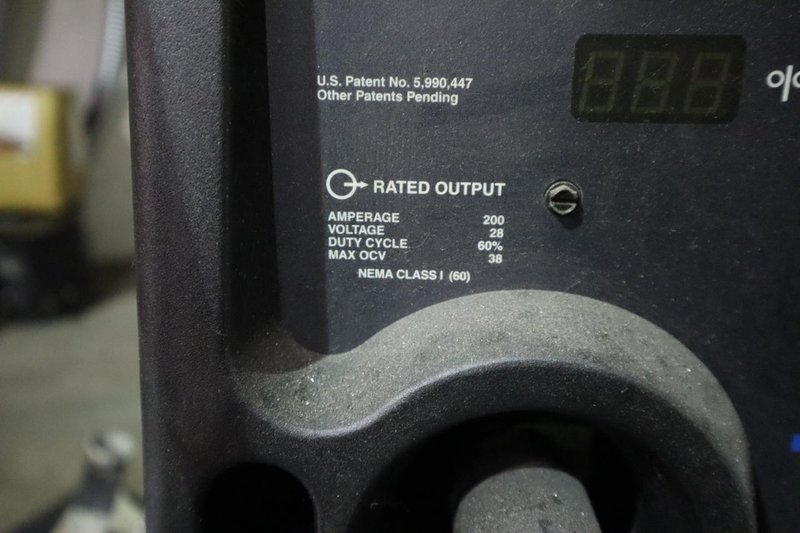 U.S. Patent No. 5,990,447
Other Patents Pending
RATED OUTPUT
AMPERAGE 200
VOLTAGE 28
DUTY CYCLE 60%
MAX OCV 38
NEMA CLASS I (60)